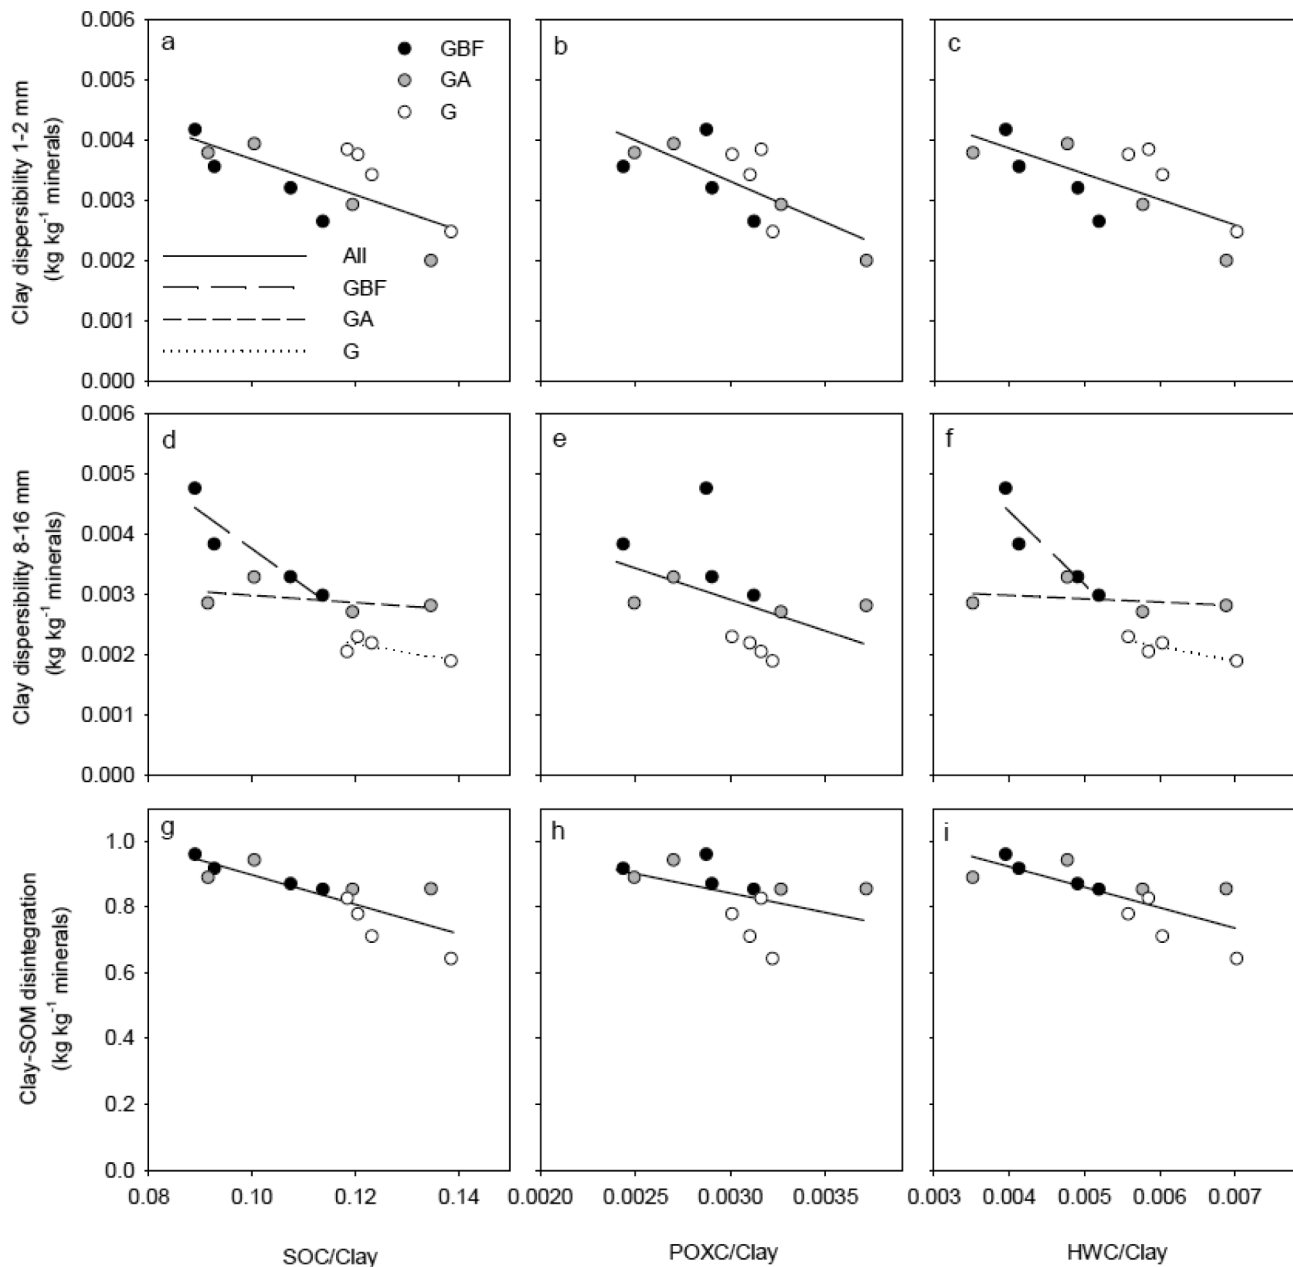 0.006
0.005
0.004
0.003
0.002
0.001
0.000
Clay dispersibility 1-2 mm
(kg kg⁻¹ minerals)
a
GBF
GA
G
All
GBF
GA
G
b
c
0.006
0.005
0.004
0.003
0.002
0.001
0.000
Clay dispersibility 8-16 mm
(kg kg⁻¹ minerals)
d
e
f
1.0
0.8
0.6
0.4
0.2
0.0
Clay-SOM disintegration
(kg kg⁻¹ minerals)
g
h
i
0.08 0.10 0.12 0.14
0.0020 0.0025 0.0030 0.0035
0.003 0.004 0.005 0.006 0.007
SOC/Clay
POXC/Clay
HWC/Clay